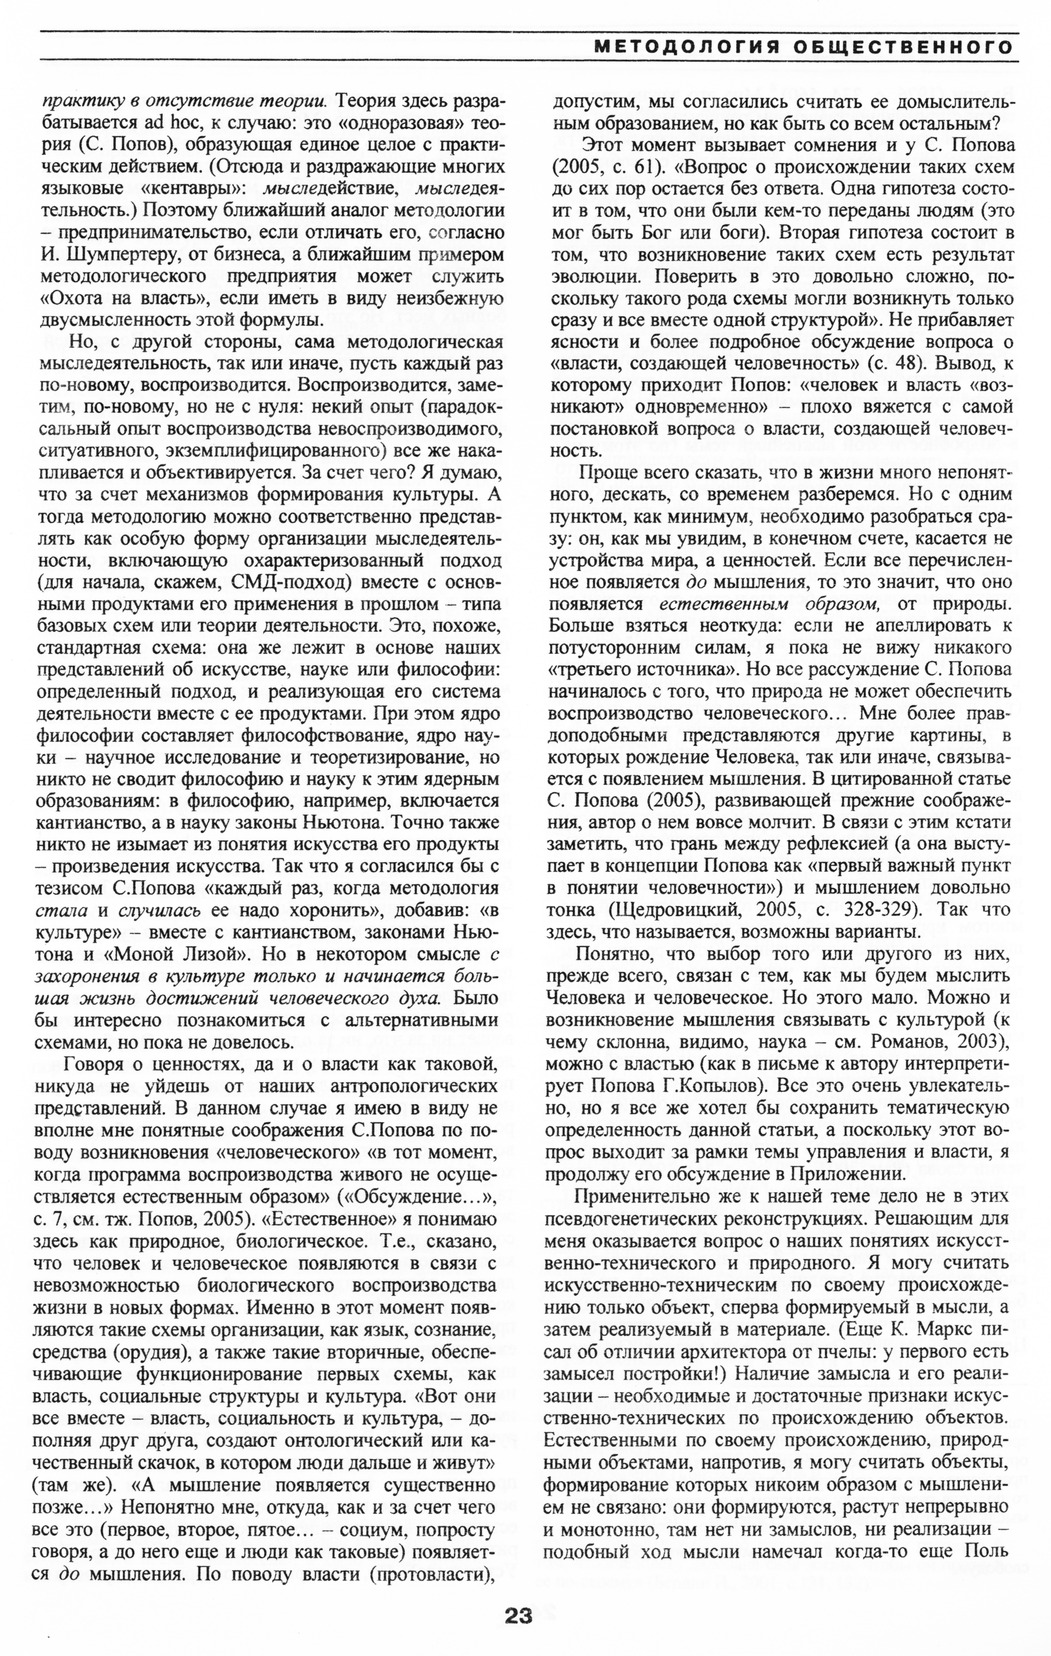 МЕТОДОЛОГИЯ ОБЩЕСТВЕННОГО
практику в отсутствие теории. Теория здесь разра-
батывается ad hoc, к случаю: это «одноразовая» тео-
рия (С. Попов), образующая единое целое с практи-
ческим действием. (Отсюда и раздражающие многих
языковые «кентавры»: мыследействие, мыследея-
тельность.) Поэтому ближайший аналог методологии
– предпринимательство, если отличать его, согласно
И. Шумпетеру, от бизнеса, а ближайшим примером
методологического предприятия может служить
«Охота на власть», если иметь в виду неизбежную
двусмысленность этой формулы.
Но, с другой стороны, сама методологическая
мыследеятельность, так или иначе, пусть каждый раз
по-новому, воспроизводится. Воспроизводится, заме-
тим, по-новому, но не с нуля: некий опыт (парадок-
сальный опыт воспроизводства невоспроизводимого,
ситуативного, экземплифицированного) все же нака-
пливается и объективируется. За счет чего? Я думаю,
что за счет механизмов формирования культуры. А
тогда методологию можно соответственно представ-
лять как особую форму организации мыследеятель-
ности, включающую охарактеризованный подход
(для начала, скажем, СМД-подход) вместе с основ-
ными продуктами его применения в прошлом – типа
базовых схем или теории деятельности. Это, похоже,
стандартная схема: она же лежит в основе наших
представлений об искусстве, науке или философии:
определенный подход, и реализующая его система
деятельности вместе с ее продуктами. При этом ядро
философии составляет философствование, ядро нау-
ки – научное исследование и теоретизирование, но
никто не сводит философию и науку к этим ядерным
образованиям: в философию, например, включается
кантианство, а в науку законы Ньютона. Точно также
никто не изымает из понятия искусства его продукты
– произведения искусства. Так что я согласился бы с
тезисом С.Попова «каждый раз, когда методология
стала и случилась ее надо хоронить», добавив: «в
культуре» – вместе с кантианством, законами Нью-
тона и «Моной Лизой». Но в некотором смысле с
захоронения в культуре только и начинается боль-
шая жизнь достижений человеческого духа. Было
бы интересно познакомиться с альтернативными
схемами, но пока не довелось.
Говоря о ценностях, да и о власти как таковой,
никуда не уйдешь от наших антропологических
представлений. В данном случае я имею в виду не
вполне мне понятные соображения С.Попова по по-
воду возникновения «человеческого» «в тот момент,
когда программа воспроизводства живого не осуще-
ствляется естественным образом» («Обсуждение...»,
с. 7, см. тж. Попов, 2005). «Естественное» я понимаю
здесь как природное, биологическое. Т.е., сказано,
что человек и человеческое появляются в связи с
невозможностью биологического воспроизводства
жизни в новых формах. Именно в этот момент появ-
ляются такие схемы организации, как язык, сознание,
средства (орудия), а также такие вторичные, обеспе-
чивающие функционирование первых схемы, как
власть, социальные структуры и культура. «Вот они
все вместе – власть, социальность и культура, – до-
полняя друг друга, создают онтологический или ка-
чественный скачок, в котором люди дальше и живут»
(там же). «А мышление появляется существенно
позже...» Непонятно мне, откуда, как и за счет чего
все это (первое, второе, пятое... – социум, попросту
говоря, а до него еще и люди как таковые) появляет-
ся до мышления. По поводу власти (протовласти),
допустим, мы согласились считать ее домыслитель-
ным образованием, но как быть со всем остальным?
Этот момент вызывает сомнения и у С. Попова
(2005, с. 61). «Вопрос о происхождении таких схем
до сих пор остается без ответа. Одна гипотеза состо-
ит в том, что они были кем-то переданы людям (это
мог быть Бог или боги). Вторая гипотеза состоит в
том, что возникновение таких схем есть результат
эволюции. Поверить в это довольно сложно, по-
скольку такого рода схемы могли возникнуть только
сразу и все вместе одной структурой». Не прибавляет
ясности и более подробное обсуждение вопроса о
«власти, создающей человечность» (с. 48). Вывод, к
которому приходит Попов: «человек и власть «воз-
никают» одновременно» – плохо вяжется с самой
постановкой вопроса о власти, создающей человеч-
ность.
Проще всего сказать, что в жизни много непонят-
ного, дескать, со временем разберемся. Но с одним
пунктом, как минимум, необходимо разобраться сра-
зу: он, как мы увидим, в конечном счете, касается не
устройства мира, а ценностей. Если все перечислен-
ное появляется до мышления, то это значит, что оно
появляется естественным образом, от природы.
Больше взяться неоткуда: если не апеллировать к
потусторонним силам, я пока не вижу никакого
«третьего источника». Но все рассуждение С. Попова
начиналось с того, что природа не может обеспечить
воспроизводство человеческого... Мне более прав-
доподобными представляются другие картины, в
которых рождение Человека, так или иначе, связыва-
ется с появлением мышления. В цитированной статье
С. Попова (2005), развивающей прежние соображе-
ния, автор о нем вовсе молчит. В связи с этим кстати
заметить, что грань между рефлексией (а она высту-
пает в концепции Попова как «первый важный пункт
в понятии человечности») и мышлением довольно
тонка (Щедровицкий, 2005, с. 328-329). Так что
здесь, что называется, возможны варианты.
Понятно, что выбор того или другого из них,
прежде всего, связан с тем, как мы будем мыслить
Человека и человеческое. Но этого мало. Можно и
возникновение мышления связывать с культурой (к
чему склонна, видимо, наука – см. Романов, 2003),
можно с властью (как в письме к автору интерпрети-
рует Попова Г.Копылов). Все это очень увлекатель-
но, но я все же хотел бы сохранить тематическую
определенность данной статьи, а поскольку этот во-
прос выходит за рамки темы управления и власти, я
продолжу его обсуждение в Приложении.
Применительно же к нашей теме дело не в этих
псевдогенетических реконструкциях. Решающим для
меня оказывается вопрос о наших понятиях искусст-
венно-технического и природного. Я могу считать
искусственно-техническим по своему происхожде-
нию только объект, сперва формируемый в мысли, а
затем реализуемый в материале. (Еще К. Маркс пи-
сал об отличии архитектора от пчелы: у первого есть
замысел постройки!) Наличие замысла и его реали-
зации – необходимые и достаточные признаки искус-
ственно-технических по происхождению объектов.
Естественными по своему происхождению, природ-
ными объектами, напротив, я могу считать объекты,
формирование которых никоим образом с мышлени-
ем не связано: они формируются, растут непрерывно
и монотонно, там нет ни замыслов, ни реализации –
подобный ход мысли намечал когда-то еще Поль
23